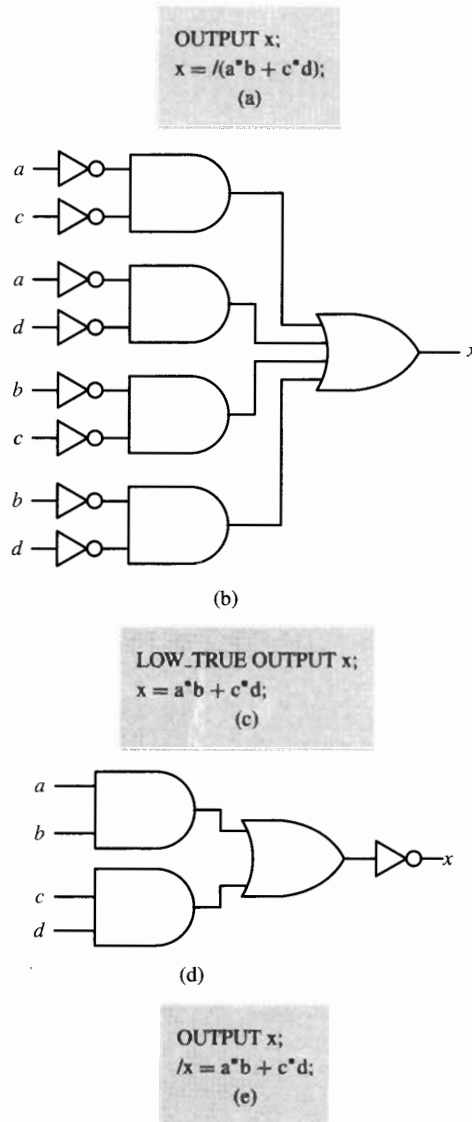 OUTPUT x;
x = /(a*b + c*d);
(a)
a
c
a
d
b
c
b
d
x
(b)
LOW_TRUE OUTPUT x;
x = a*b + c*d;
(c)
a
b
c
d
x
(d)
OUTPUT x;
/x = a*b + c*d;
(e)